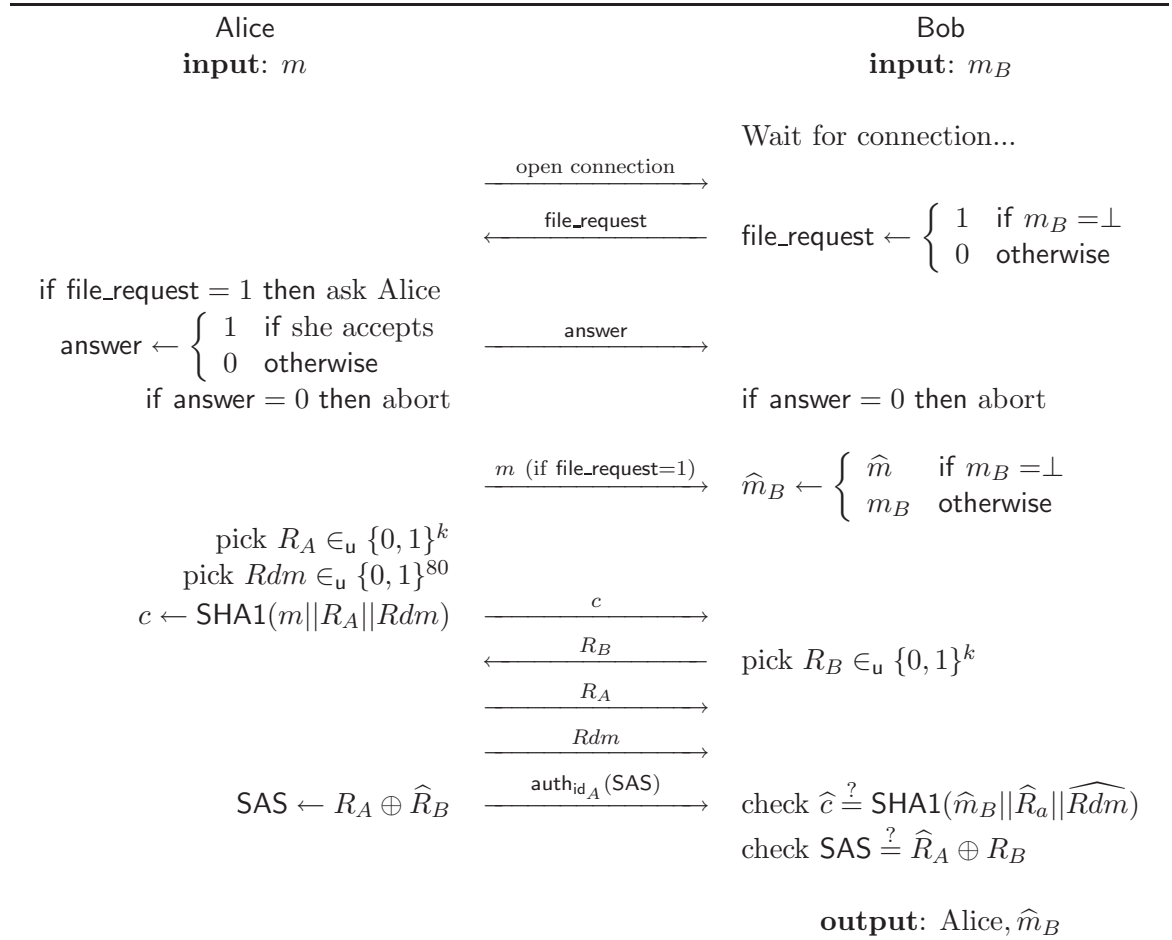 Alice Bob
input: m input: m_B
Wait for connection...
open connection
file_request file_request ← { 1 if m_B =⊥
0 otherwise
if file_request = 1 then ask Alice
answer ← { 1 if she accepts
0 otherwise
answer
if answer = 0 then abort if answer = 0 then abort
m (if file_request=1) m̂_B ← { m̂ if m_B =⊥
m_B otherwise
pick R_A ∈_u {0, 1}^k
pick Rdm ∈_u {0, 1}^80
c ← SHA1(m||R_A||Rdm) c
R_B pick R_B ∈_u {0, 1}^k
R_A
Rdm
SAS ← R_A ⊕ R̂_B auth_{id_A}(SAS) check ĉ ≟ SHA1(m̂_B||R̂_a||\widehat{Rdm})
check SAS ≟ R̂_A ⊕ R_B
output: Alice, m̂_B